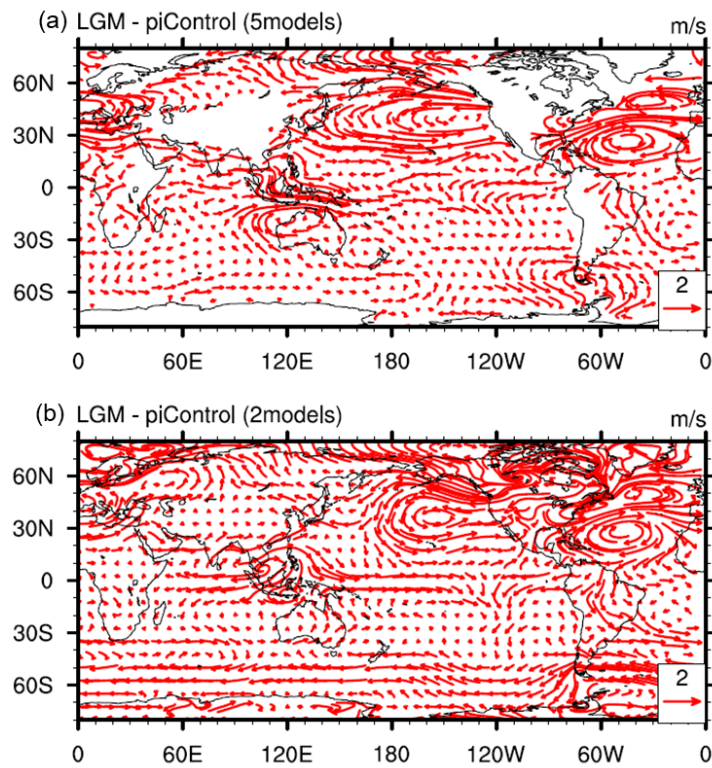 (a) LGM - piControl (5models) m/s
60N
30N
0
30S
60S
2
0 60E 120E 180 120W 60W 0
(b) LGM - piControl (2models) m/s
60N
30N
0
30S
60S
2
0 60E 120E 180 120W 60W 0